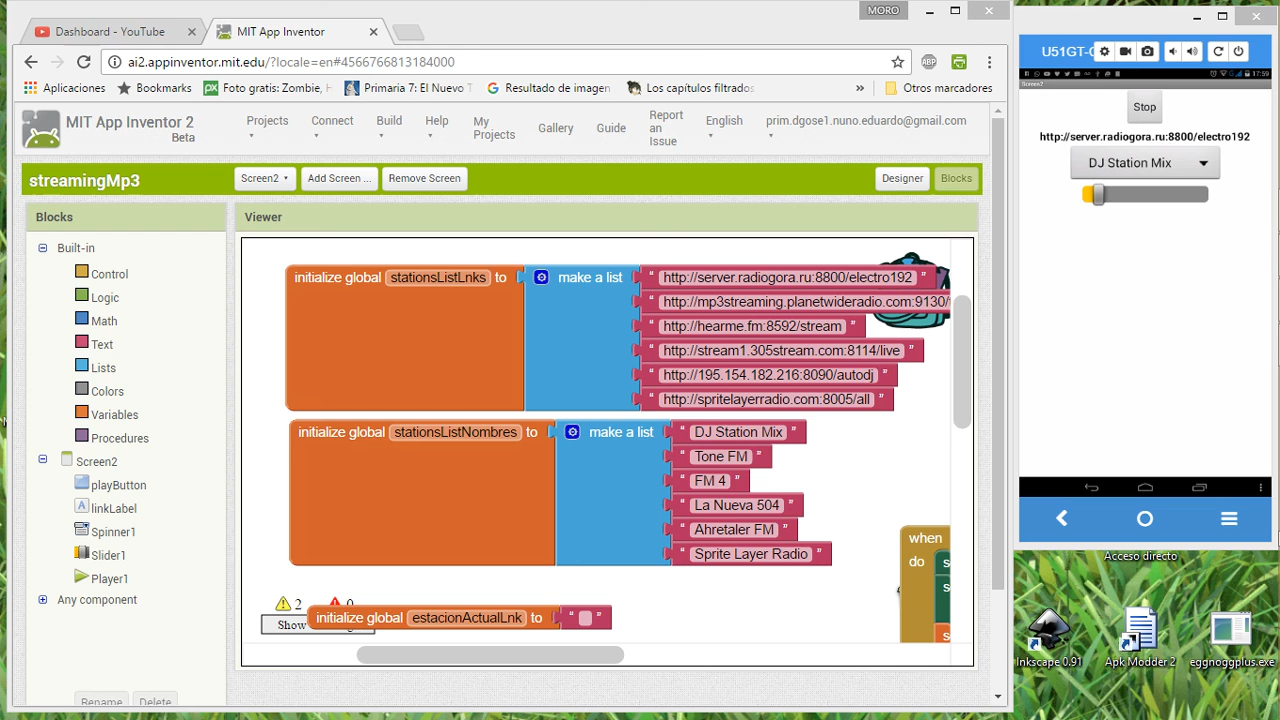 MORO
Dashboard - YouTube
MIT App Inventor
ai2.appinventor.mit.edu/?locale=en#4566766813184000
ABP
Aplicaciones
Bookmarks
Foto gratis: Zombie,
Primaria 7: El Nuevo
Resultado de imagen
Los capítulos filtrados
»
Otros marcadores
MIT App Inventor 2
Beta
Projects
Connect
Build
Help
My Projects
Gallery
Guide
Report an Issue
English
prim.dgose1.nuno.eduardo@gmail.com
streamingMp3
Screen2
Add Screen ...
Remove Screen
Designer
Blocks
Blocks
Viewer
Built-in
Control
Logic
Math
Text
Lists
Colors
Variables
Procedures
Screen2
playButton
linkLabel
Spinner1
Slider1
Player1
Any component
Rename
Delete
initialize global stationsListLnks to make a list
“ http://server.radiogora.ru:8800/electro192 ”
“ http://mp3streaming.planetwideradio.com:9130/
“ http://hearme.fm:8592/stream ”
“ http://stream1.305stream.com:8114/live ”
“ http://195.154.182.216:8090/autodj ”
“ http://spritelayerradio.com:8005/all ”
initialize global stationsListNombres to make a list
“ DJ Station Mix ”
“ Tone FM ”
“ FM 4 ”
“ La Nueva 504 ”
“ Ahretaler FM ”
“ Sprite Layer Radio ”
when
do
2
0
Show
initialize global estacionActualLnk to “ ”
17:59
Screen2
Stop
http://server.radiogora.ru:8800/electro192
DJ Station Mix
Acceso directo
Inkscape 0.91
Apk Modder 2
eggnoggplus.exe